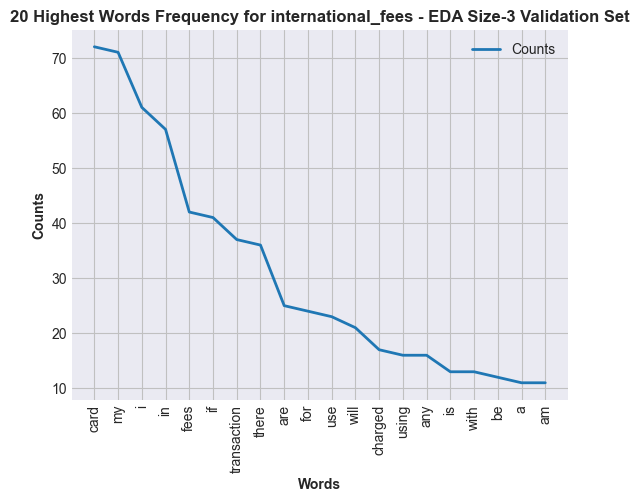 20 Highest Words Frequency for international_fees - EDA Size-3 Validation Set
Counts
70
60
50
40
30
20
10
Counts
card
my
i
in
fees
if
transaction
there
are
for
use
will
charged
using
any
is
with
be
a
am
Words